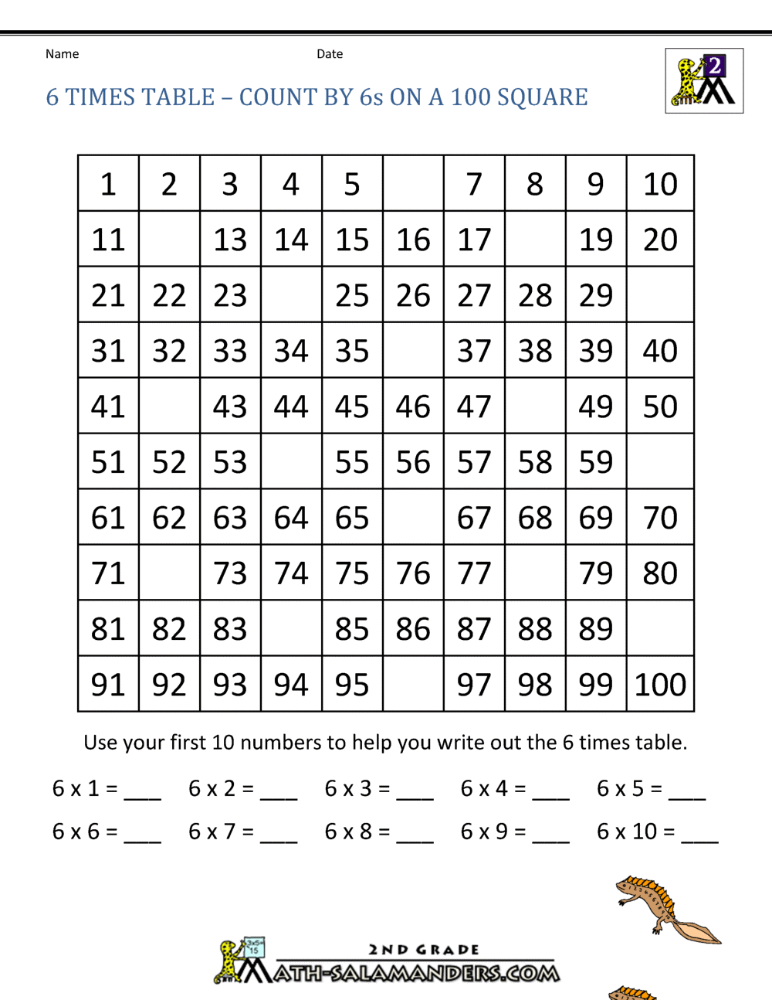 Name Date
2
6 TIMES TABLE – COUNT BY 6s ON A 100 SQUARE
1 2 3 4 5 7 8 9 10
11 13 14 15 16 17 19 20
21 22 23 25 26 27 28 29
31 32 33 34 35 37 38 39 40
41 43 44 45 46 47 49 50
51 52 53 55 56 57 58 59
61 62 63 64 65 67 68 69 70
71 73 74 75 76 77 79 80
81 82 83 85 86 87 88 89
91 92 93 94 95 97 98 99 100
Use your first 10 numbers to help you write out the 6 times table.
6 x 1 = ___ 6 x 2 = ___ 6 x 3 = ___ 6 x 4 = ___ 6 x 5 = ___
6 x 6 = ___ 6 x 7 = ___ 6 x 8 = ___ 6 x 9 = ___ 6 x 10 = ___
3x5=
15
2ND GRADE
MATH-SALAMANDERS.COM